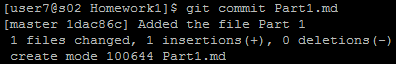 [user7@s02 Homework1]$ git commit Part1.md
[master 1dac86c] Added the file Part 1
 1 files changed, 1 insertions(+), 0 deletions(-)
 create mode 100644 Part1.md